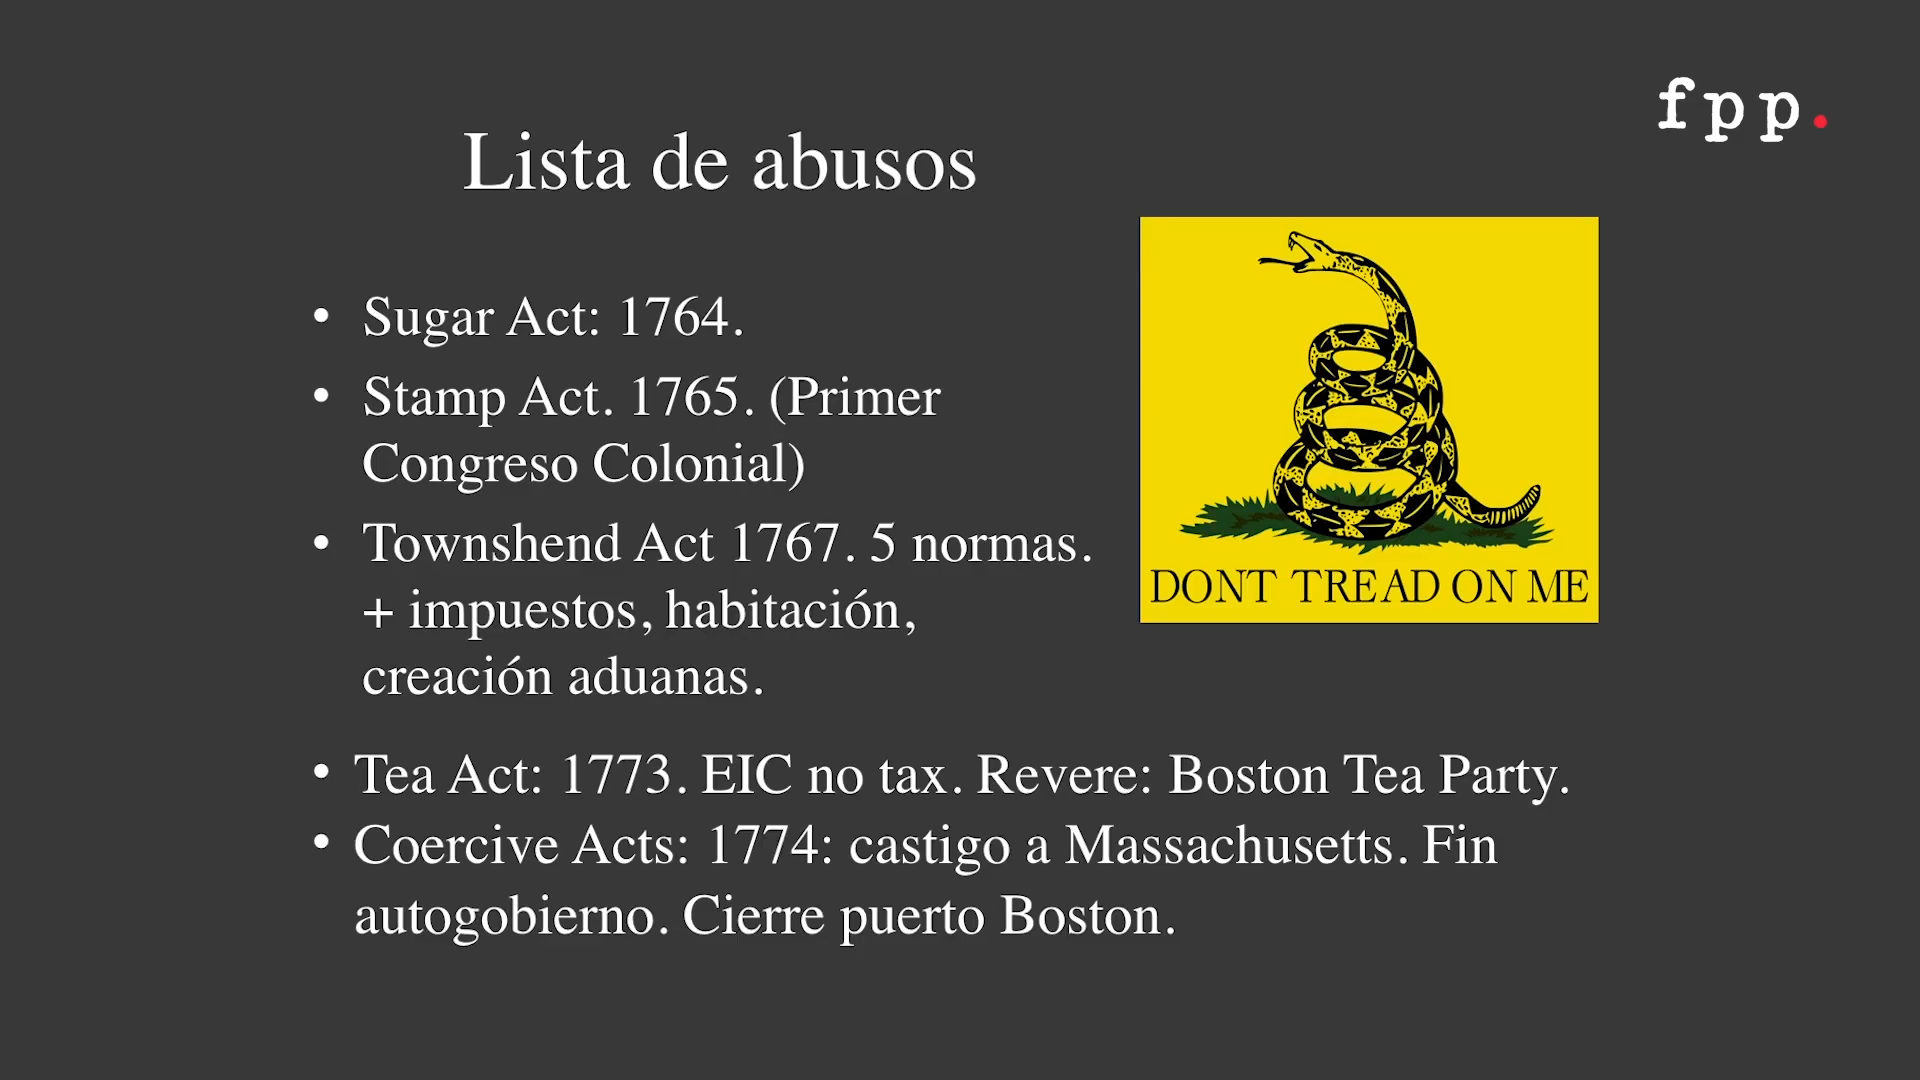 fpp.
Lista de abusos
• Sugar Act: 1764.
• Stamp Act. 1765. (Primer
Congreso Colonial)
• Townshend Act 1767. 5 normas.
+ impuestos, habitación,
creación aduanas.
DONT TREAD ON ME
• Tea Act: 1773. EIC no tax. Revere: Boston Tea Party.
• Coercive Acts: 1774: castigo a Massachusetts. Fin
autogobierno. Cierre puerto Boston.